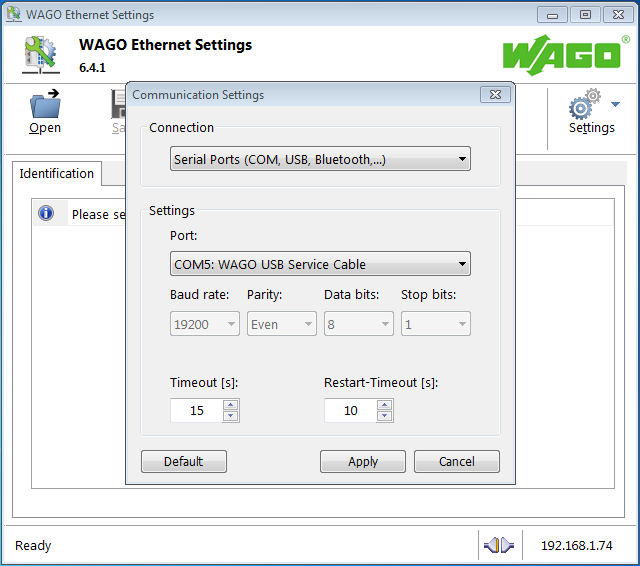 WAGO Ethernet Settings
WAGO Ethernet Settings
6.4.1
WAGO®
Communication Settings
Open
Sa
Settings
Connection
Serial Ports (COM, USB, Bluetooth,...)
Identification
Please se
Settings
Port:
COM5: WAGO USB Service Cable
Baud rate: Parity: Data bits: Stop bits:
19200 Even 8 1
Timeout [s]: Restart-Timeout [s]:
15 10
Default Apply Cancel
Ready 192.168.1.74